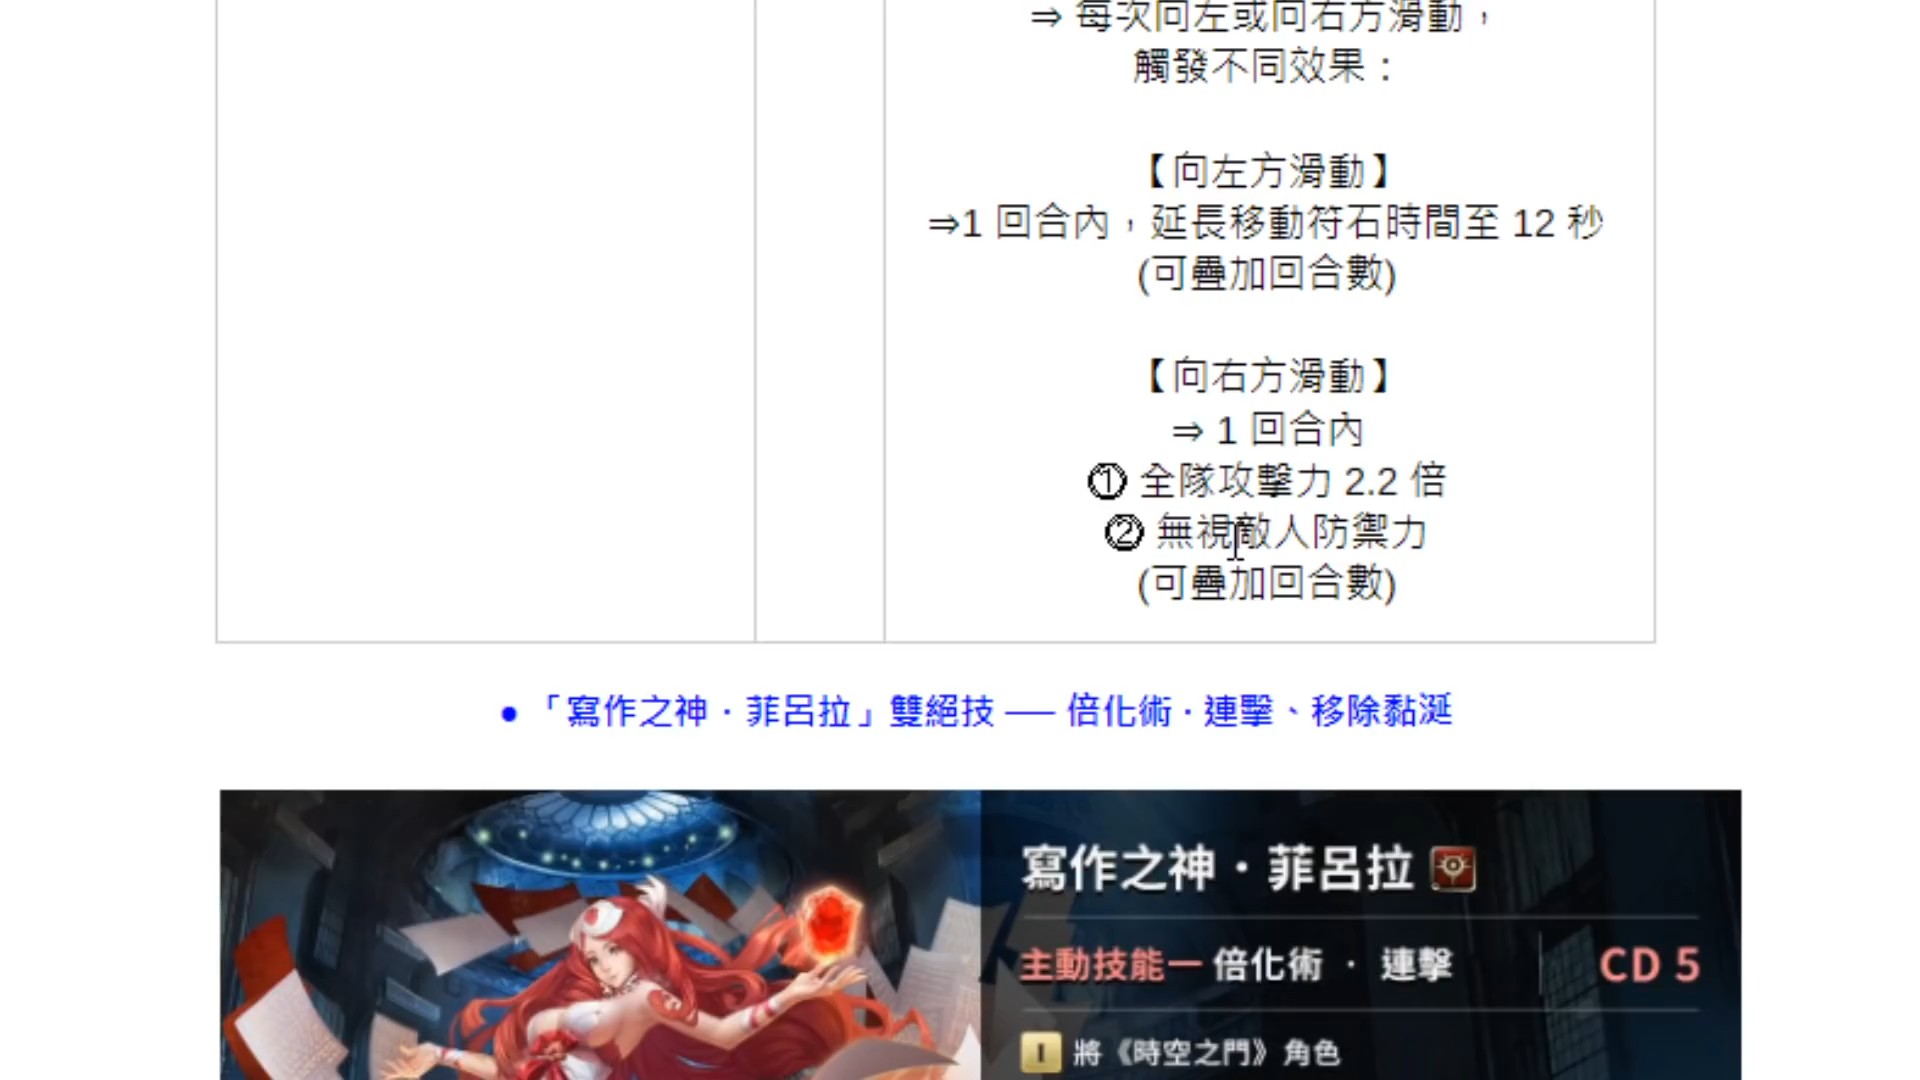 ⇒ 每次向左或向右方滑動，
觸發不同效果：
【向左方滑動】
⇒1 回合內，延長移動符石時間至 12 秒
(可疊加回合數)
【向右方滑動】
⇒ 1 回合內
① 全隊攻擊力 2.2 倍
② 無視敵人防禦力
(可疊加回合數)
● 「寫作之神．菲呂拉」雙絕技 ── 倍化術 · 連擊、移除黏涎
寫作之神・菲呂拉
主動技能一 倍化術 · 連擊 CD 5
I 將《時空之門》角色